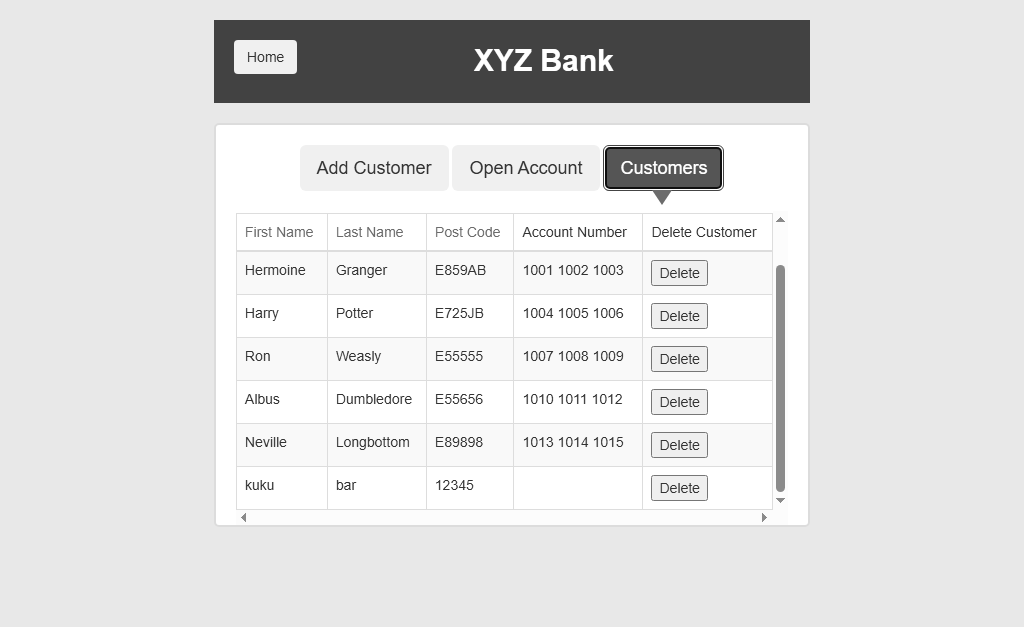 Home
XYZ Bank
Add Customer Open Account Customers
First Name Last Name Post Code Account Number Delete Customer
Hermoine Granger E859AB 1001 1002 1003 Delete
Harry Potter E725JB 1004 1005 1006 Delete
Ron Weasly E55555 1007 1008 1009 Delete
Albus Dumbledore E55656 1010 1011 1012 Delete
Neville Longbottom E89898 1013 1014 1015 Delete
kuku bar 12345 Delete